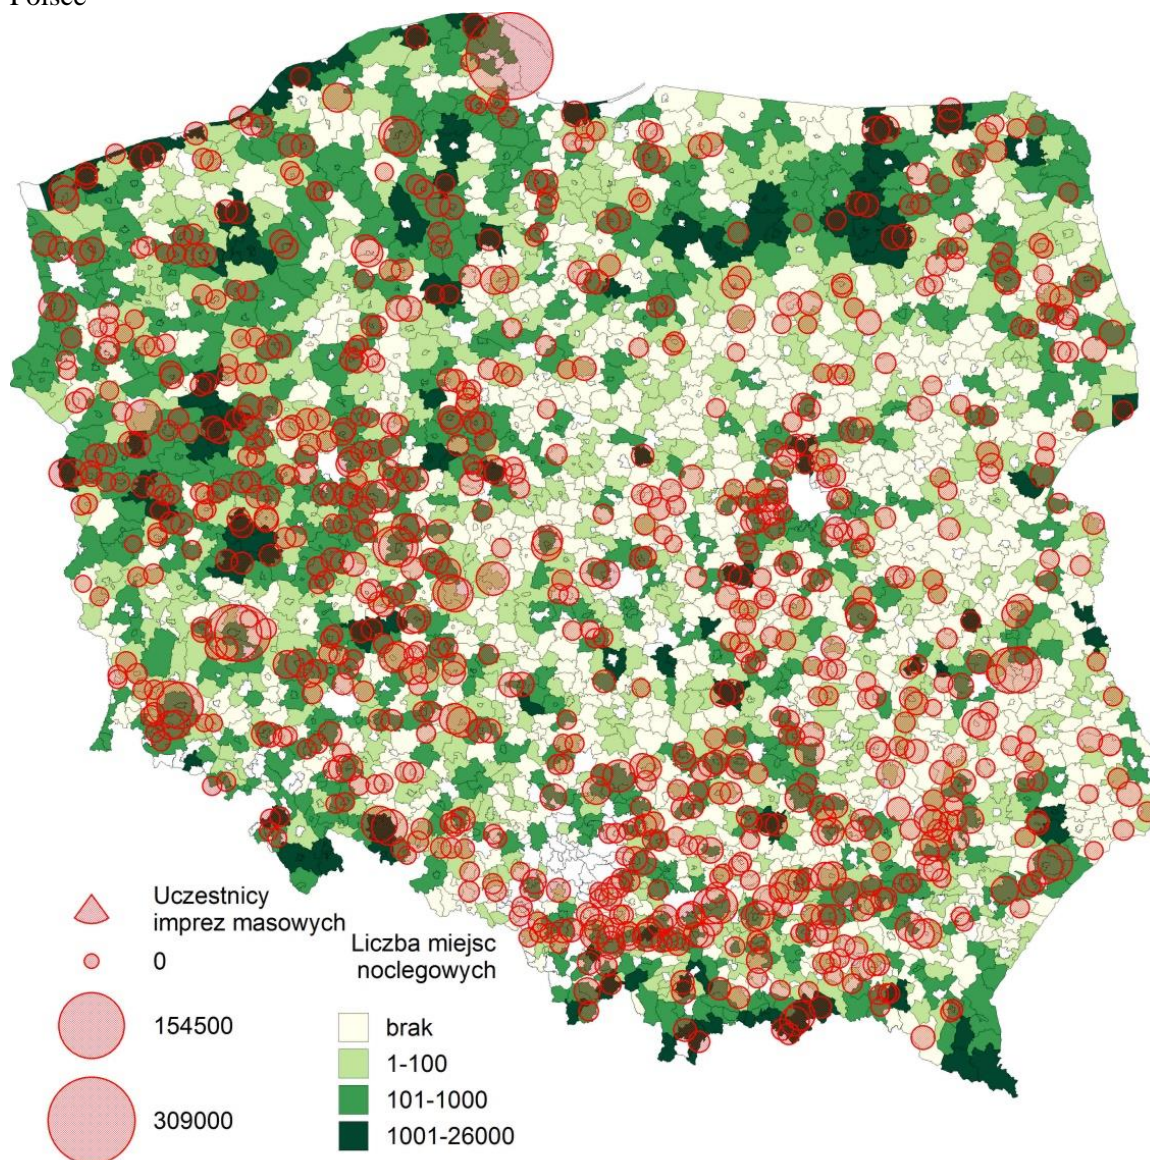 Polsce
Uczestnicy
imprez masowych
0
154500
309000
Liczba miejsc
noclegowych
brak
1-100
101-1000
1001-26000